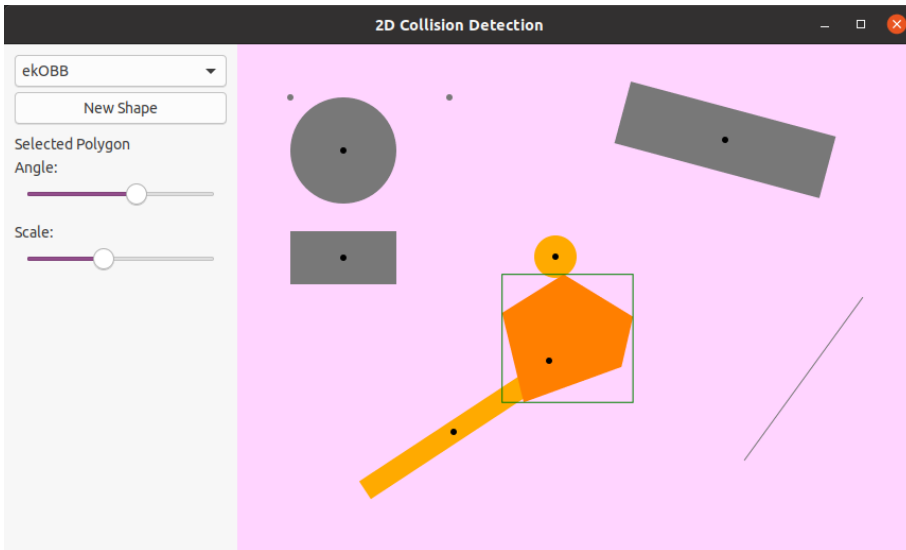 2D Collision Detection
ekOBB
New Shape
Selected Polygon
Angle:
Scale: